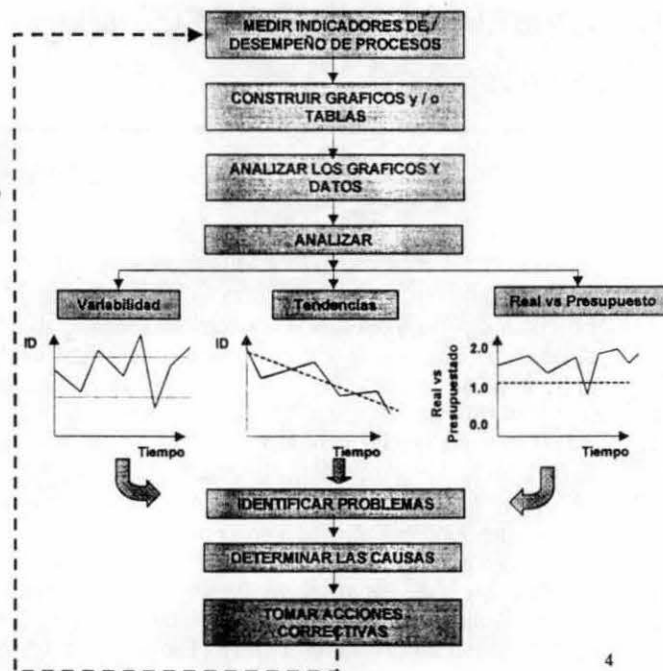 MEDIR INDICADORES DE
DESEMPEÑO DE PROCESOS
CONSTRUIR GRAFICOS y / o
TABLAS
ANALIZAR LOS GRAFICOS Y
DATOS
ANALIZAR
Variabilidad
Tendencias
Real vs Presupuesto
ID
Tiempo
ID
Tiempo
Real vs
Presupuestado
2.0
1.0
0.0
Tiempo
IDENTIFICAR PROBLEMAS
DETERMINAR LAS CAUSAS
TOMAR ACCIONES
CORRECTIVAS
4